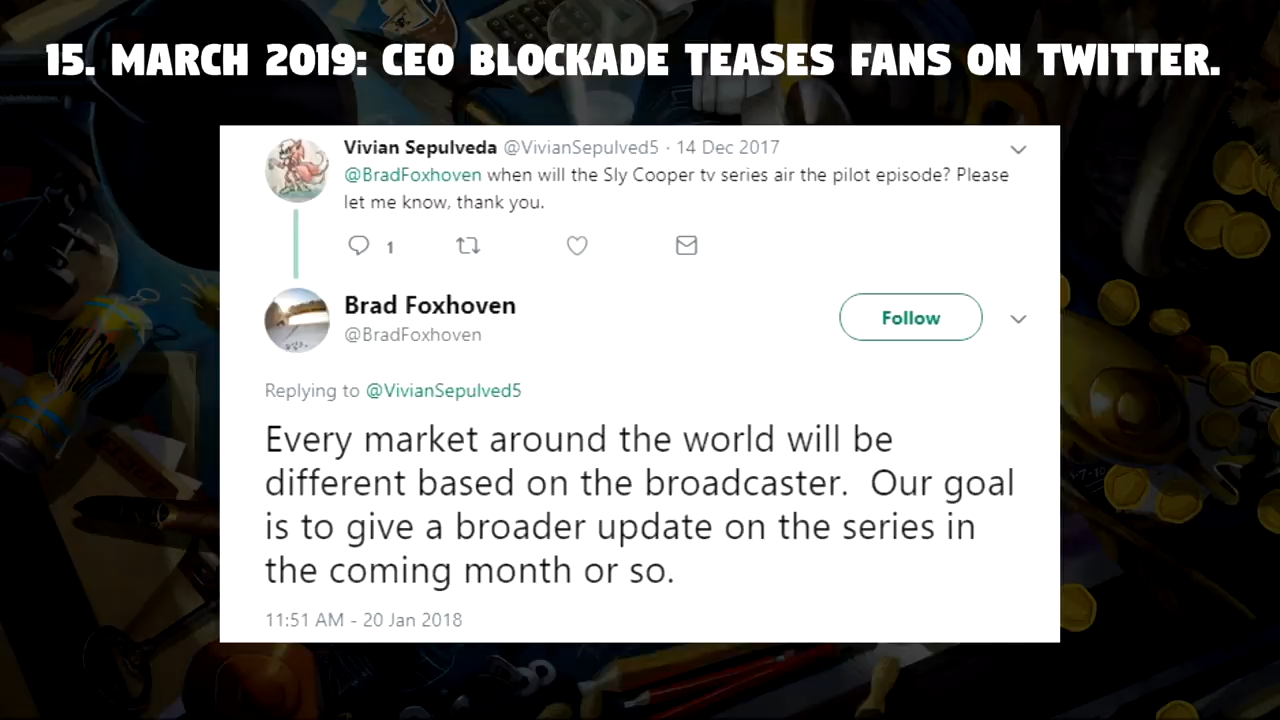 15. MARCH 2019: CEO BLOCKADE TEASES FANS ON TWITTER.
Vivian Sepulveda @VivianSepulved5 · 14 Dec 2017
@BradFoxhoven when will the Sly Cooper tv series air the pilot episode? Please
let me know, thank you.
1
Brad Foxhoven
@BradFoxhoven
Follow
Replying to @VivianSepulved5
Every market around the world will be
different based on the broadcaster.  Our goal
is to give a broader update on the series in
the coming month or so.
11:51 AM - 20 Jan 2018